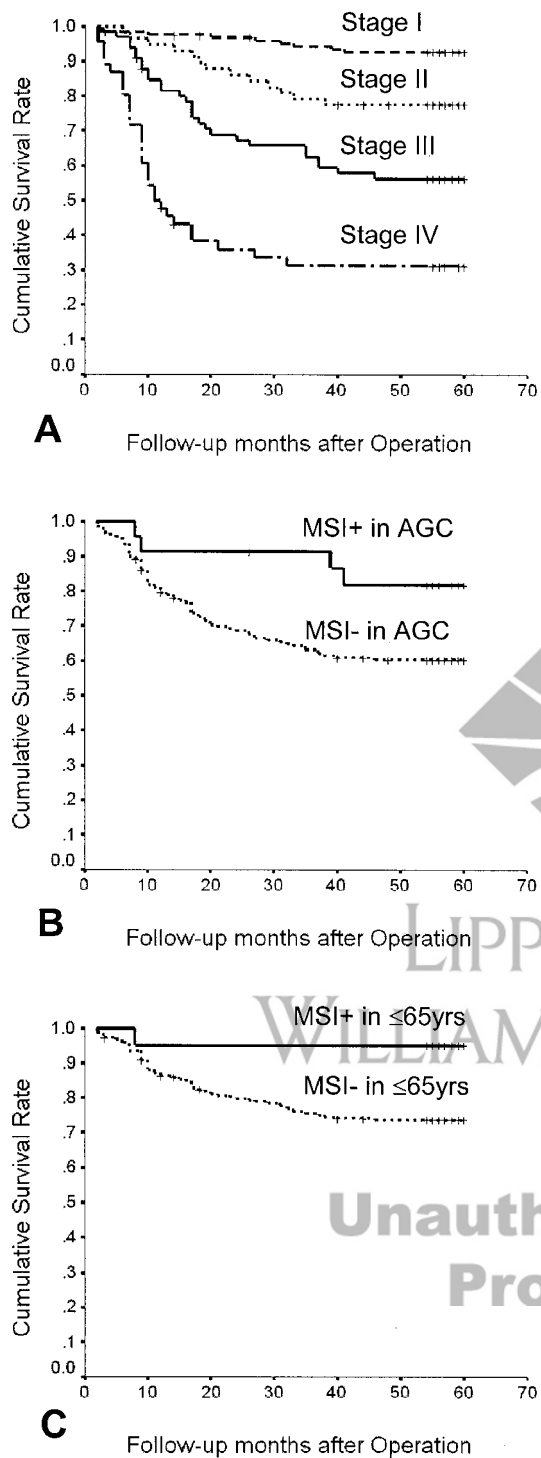 1.0
.9
.8
.7
.6
.5
.4
.3
.2
.1
0.0
Cumulative Survival Rate
Stage I
Stage II
Stage III
Stage IV
0 10 20 30 40 50 60 70
A
Follow-up months after Operation
1.0
.9
.8
.7
.6
.5
.4
.3
.2
.1
0.0
Cumulative Survival Rate
MSI+ in AGC
MSI- in AGC
0 10 20 30 40 50 60 70
B
Follow-up months after Operation
LIPP
WILLIAM
1.0
.9
.8
.7
.6
.5
.4
.3
.2
.1
0.0
Cumulative Survival Rate
MSI+ in ≤65yrs
MSI- in ≤65yrs
Unauth
Pro
0 10 20 30 40 50 60 70
C
Follow-up months after Operation